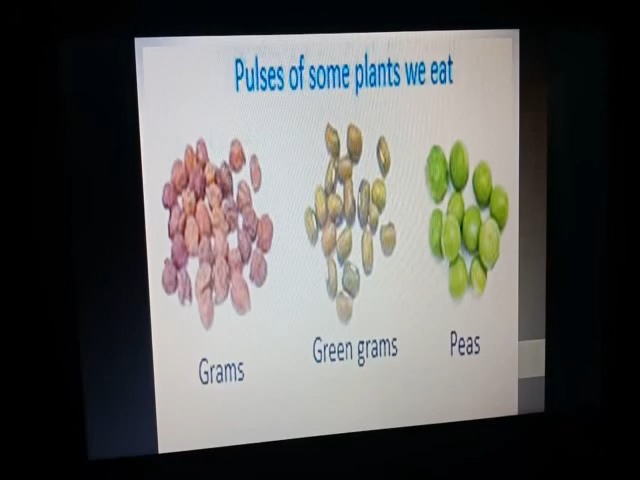 Pulses of some plants we eat
Grams
Green grams
Peas